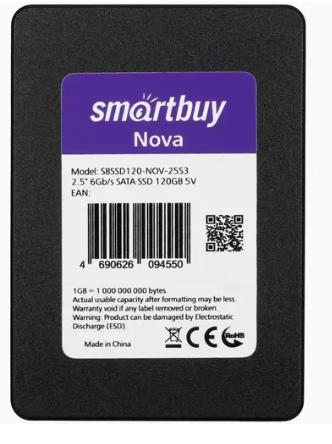 smartbuy
Nova
Model: SBSSD120-NOV-25S3
2.5" 6Gb/s SATA SSD 120GB 5V
EAN:
4 690626 094550
1GB = 1 000 000 000 bytes.
Actual usable capacity after formatting may be less.
Warranty void if any label removed or broken.
Warning: Product can be damaged by Electrostatic
Discharge (ESD).
Made in China
CE RoHS